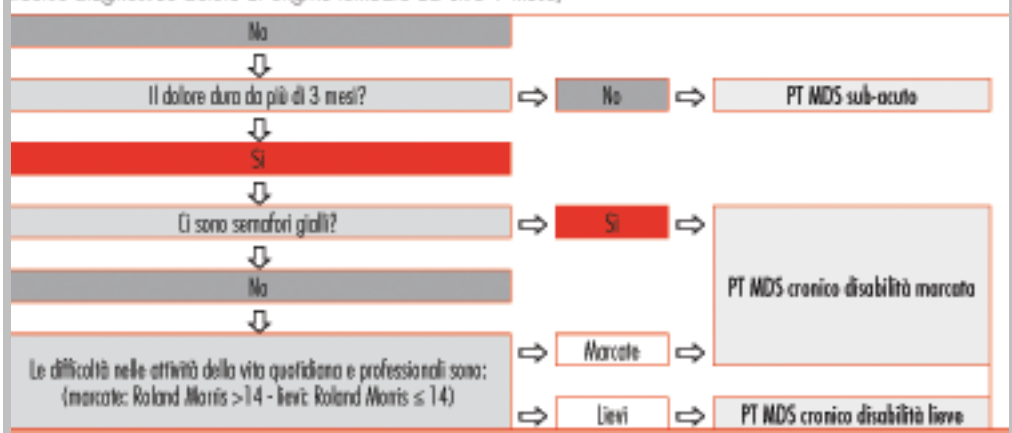 No
Il dolore dura da più di 3 mesi?
No
PT MDS sub-acuto
Sì
Ci sono semafori gialli?
Sì
No
PT MDS cronico disabilità marcata
Le difficoltà nelle attività della vita quotidiana e professionali sono:
(marcate: Roland Morris >14 - lievi: Roland Morris ≤ 14)
Marcate
Lievi
PT MDS cronico disabilità lieve